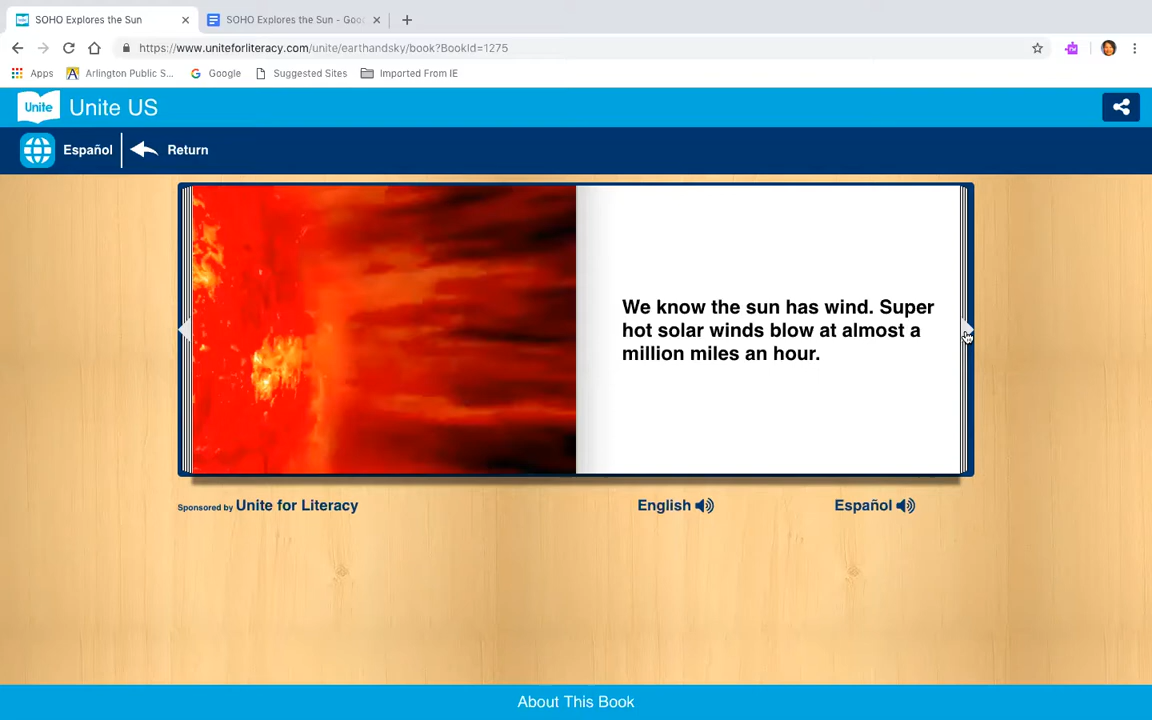 SOHO Explores the Sun
SOHO Explores the Sun - Goo
https://www.uniteforliteracy.com/unite/earthandsky/book?BookId=1275
Apps
Arlington Public S...
Google
Suggested Sites
Imported From IE
Unite
Unite US
Español
Return
We know the sun has wind. Super
hot solar winds blow at almost a
million miles an hour.
Sponsored by Unite for Literacy
English
Español
About This Book